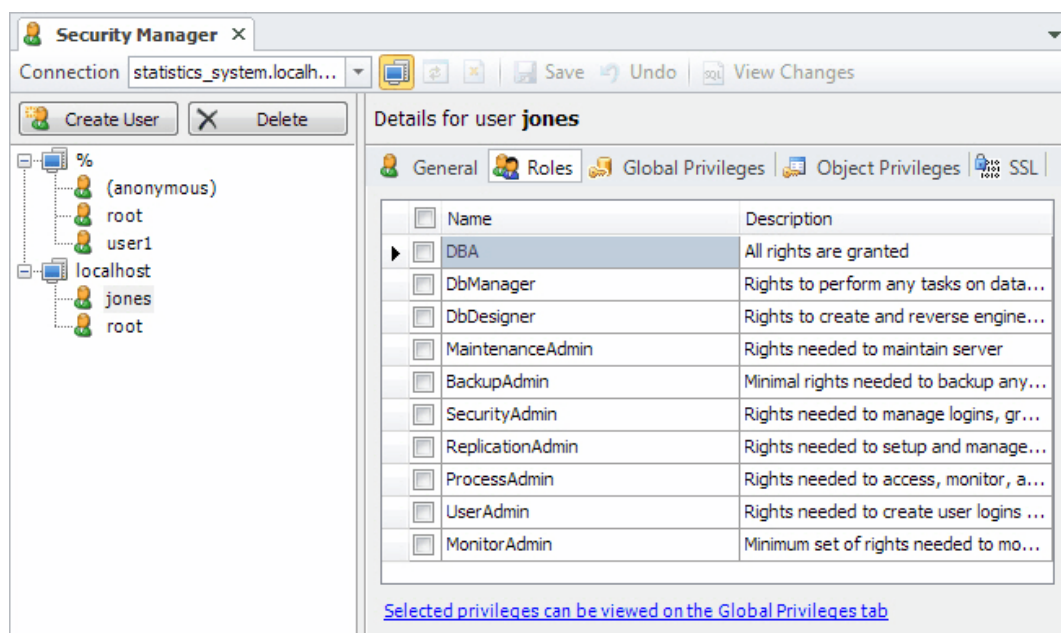 Security Manager
Connection statistics_system.localh... SQL Save Undo View Changes
Create User Delete
%
(anonymous)
root
user1
localhost
jones
root
Details for user jones
General Roles Global Privileges Object Privileges SSL
Name Description
DBA All rights are granted
DbManager Rights to perform any tasks on data...
DbDesigner Rights to create and reverse engine...
MaintenanceAdmin Rights needed to maintain server
BackupAdmin Minimal rights needed to backup any...
SecurityAdmin Rights needed to manage logins, gr...
ReplicationAdmin Rights needed to setup and manage...
ProcessAdmin Rights needed to access, monitor, a...
UserAdmin Rights needed to create user logins ...
MonitorAdmin Minimum set of rights needed to mo...
Selected privileges can be viewed on the Global Privileges tab